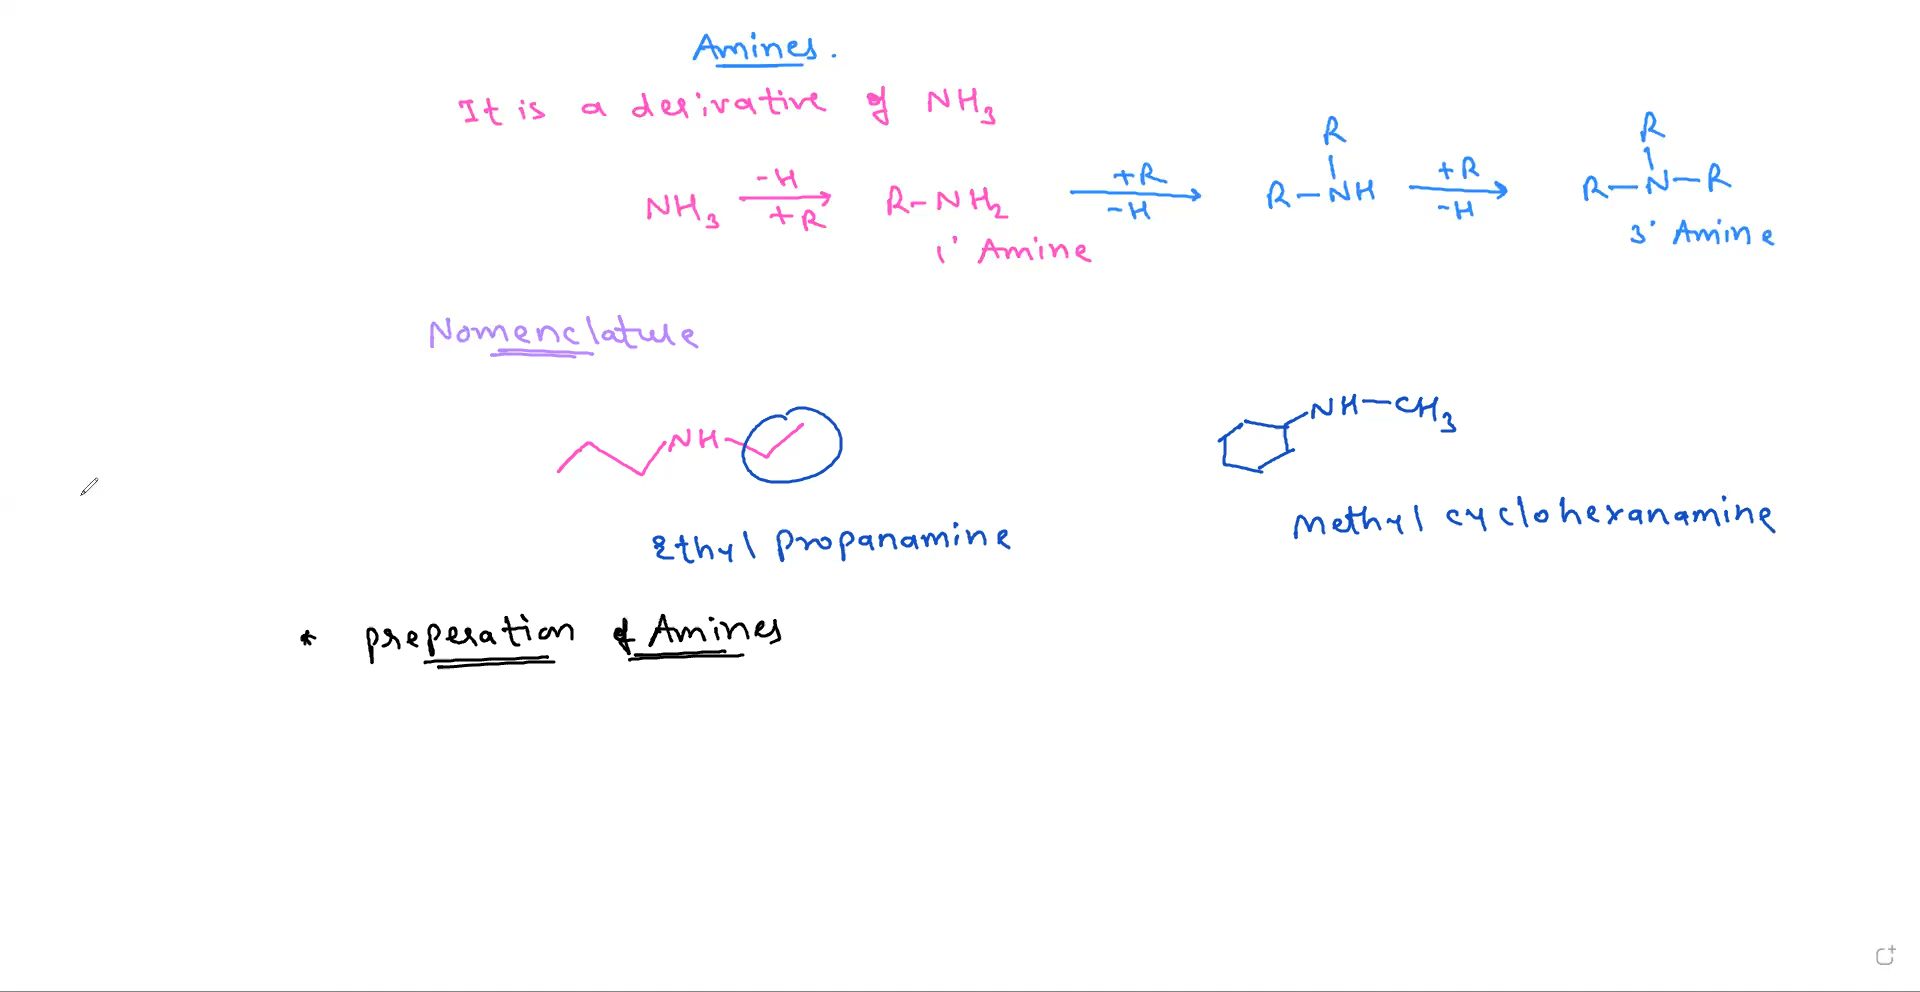 Amines.
It is a derivative of NH3
NH3 -H +R R-NH2 +R -H R-NH R +R -H R-N-R R
1° Amine 3° Amine
Nomenclature
NH NH-CH3
Ethyl propanamine methyl cyclohexanamine
* preperation of Amines